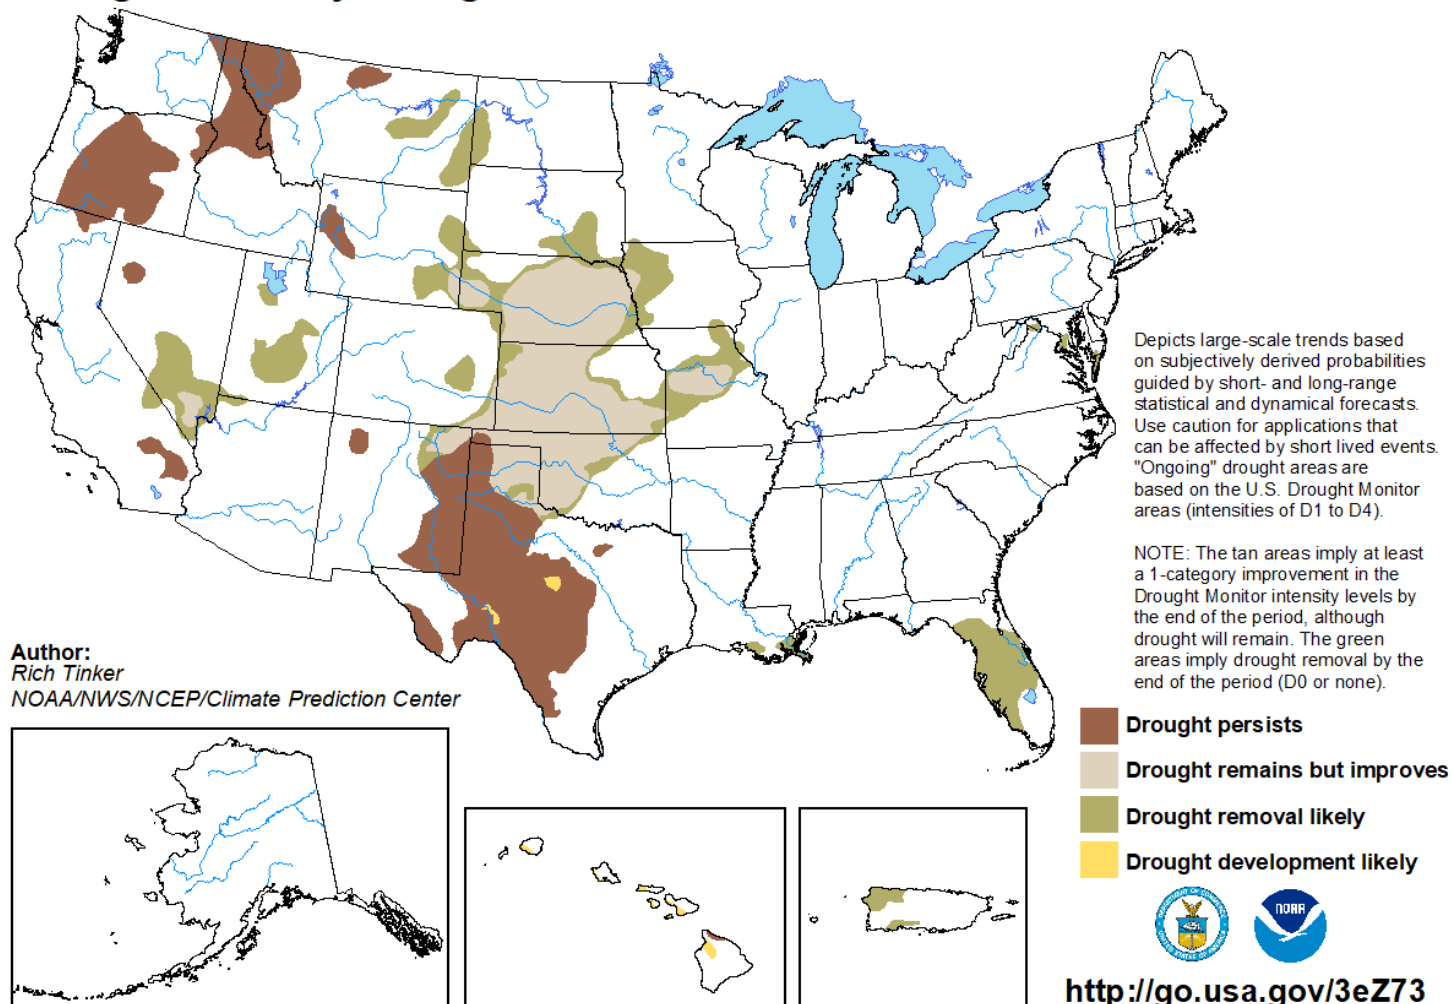 Depicts large-scale trends based
on subjectively derived probabilities
guided by short- and long-range
statistical and dynamical forecasts.
Use caution for applications that
can be affected by short lived events.
"Ongoing" drought areas are
based on the U.S. Drought Monitor
areas (intensities of D1 to D4).
NOTE: The tan areas imply at least
a 1-category improvement in the
Drought Monitor intensity levels by
the end of the period, although
drought will remain. The green
areas imply drought removal by the
end of the period (D0 or none).
Author:
Rich Tinker
NOAA/NWS/NCEP/Climate Prediction Center
Drought persists
Drought remains but improves
Drought removal likely
Drought development likely
NOAA
http://go.usa.gov/3eZ73